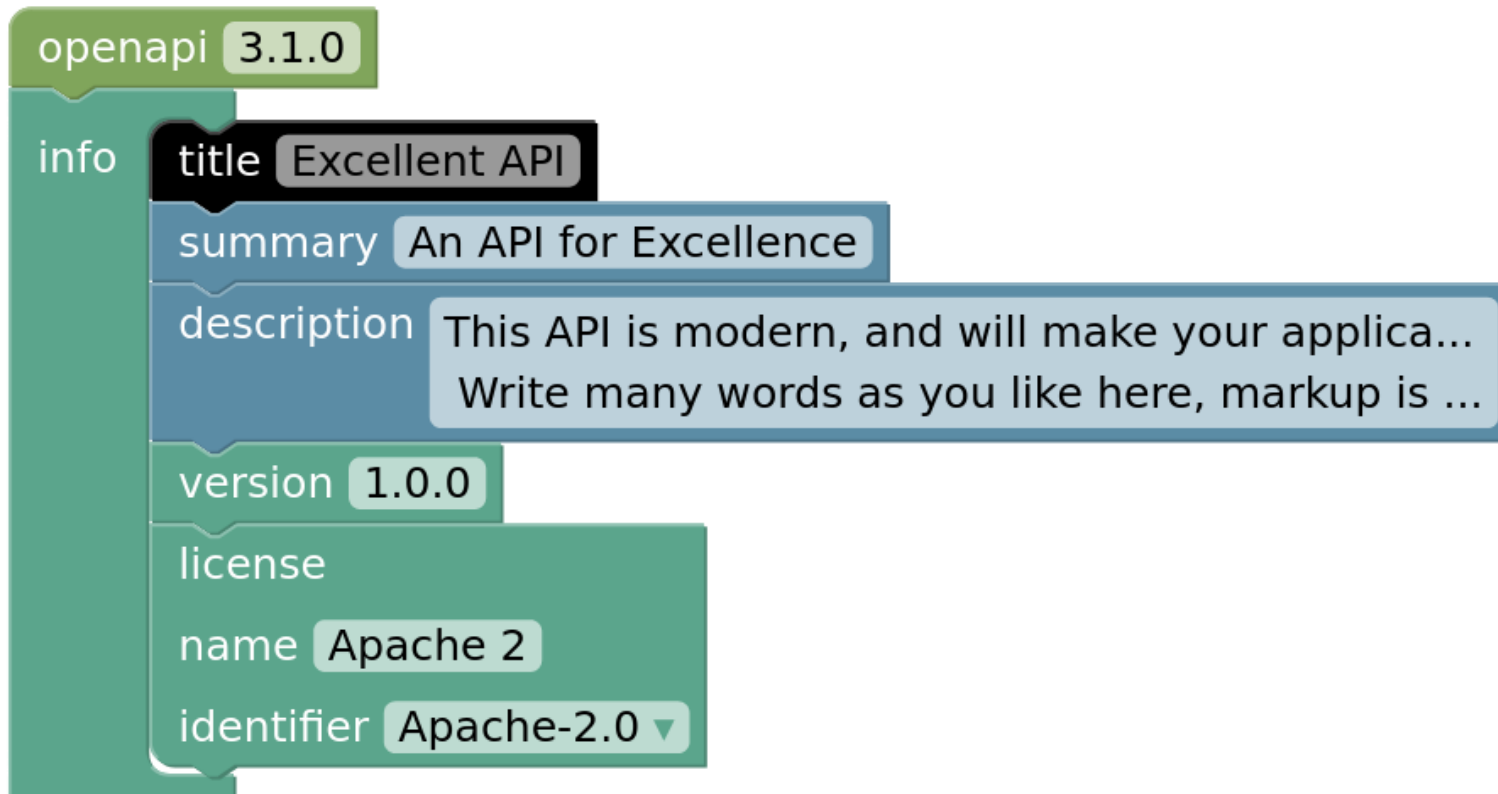 openapi 3.1.0
info
title Excellent API
summary An API for Excellence
description This API is modern, and will make your applica...
Write many words as you like here, markup is ...
version 1.0.0
license
name Apache 2
identifier Apache-2.0 ▼